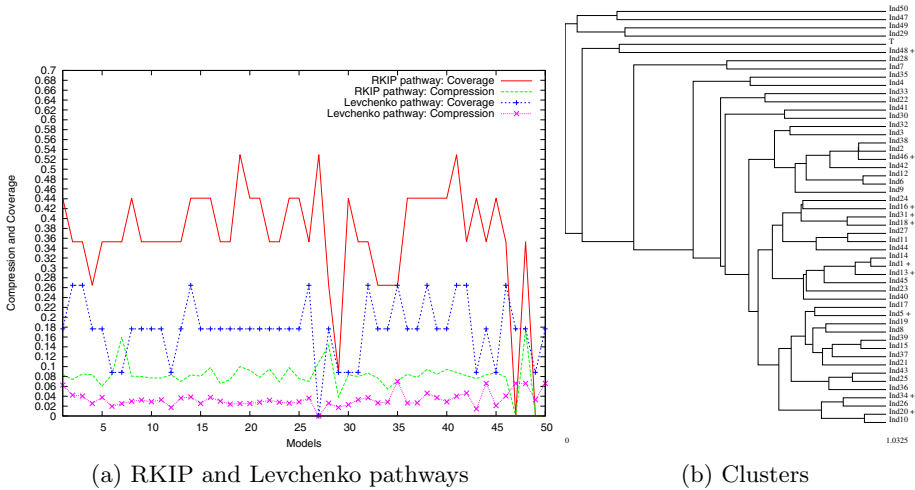 0.7
0.68
0.66
0.64
0.62
0.6
0.58
0.56
0.54
0.52
0.5
0.48
0.46
0.44
0.42
0.4
0.38
0.36
0.34
0.32
0.3
0.28
0.26
0.24
0.22
0.2
0.18
0.16
0.14
0.12
0.1
0.08
0.06
0.04
0.02
0
Compression and Coverage
RKIP pathway: Coverage
RKIP pathway: Compression
Levchenko pathway: Coverage
Levchenko pathway: Compression
5 10 15 20 25 30 35 40 45 50
Models
(a) RKIP and Levchenko pathways
Ind50
Ind47
Ind49
Ind29
T
Ind48 +
Ind28
Ind7
Ind35
Ind4
Ind33
Ind22
Ind41
Ind30
Ind32
Ind3
Ind38
Ind2
Ind46 +
Ind42
Ind12
Ind6
Ind9
Ind24
Ind16 +
Ind31 +
Ind18 +
Ind27
Ind11
Ind44
Ind14
Ind1 +
Ind13 +
Ind45
Ind23
Ind40
Ind17
Ind5 +
Ind19
Ind8
Ind39
Ind15
Ind37
Ind21
Ind43
Ind25
Ind36
Ind34 +
Ind26
Ind20 +
Ind10
0 1.0325
(b) Clusters